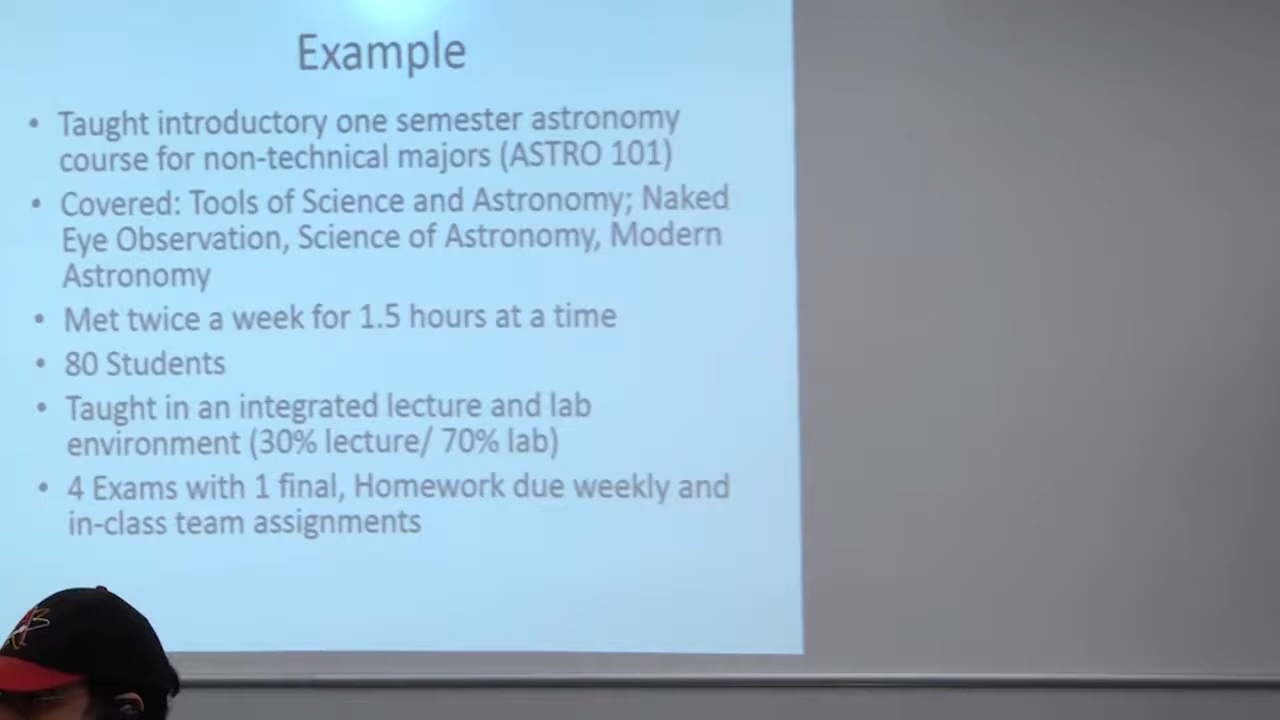 Example
• Taught introductory one semester astronomy
course for non-technical majors (ASTRO 101)
• Covered: Tools of Science and Astronomy; Naked
Eye Observation, Science of Astronomy, Modern
Astronomy
• Met twice a week for 1.5 hours at a time
• 80 Students
• Taught in an integrated lecture and lab
environment (30% lecture/ 70% lab)
• 4 Exams with 1 final, Homework due weekly and
in-class team assignments